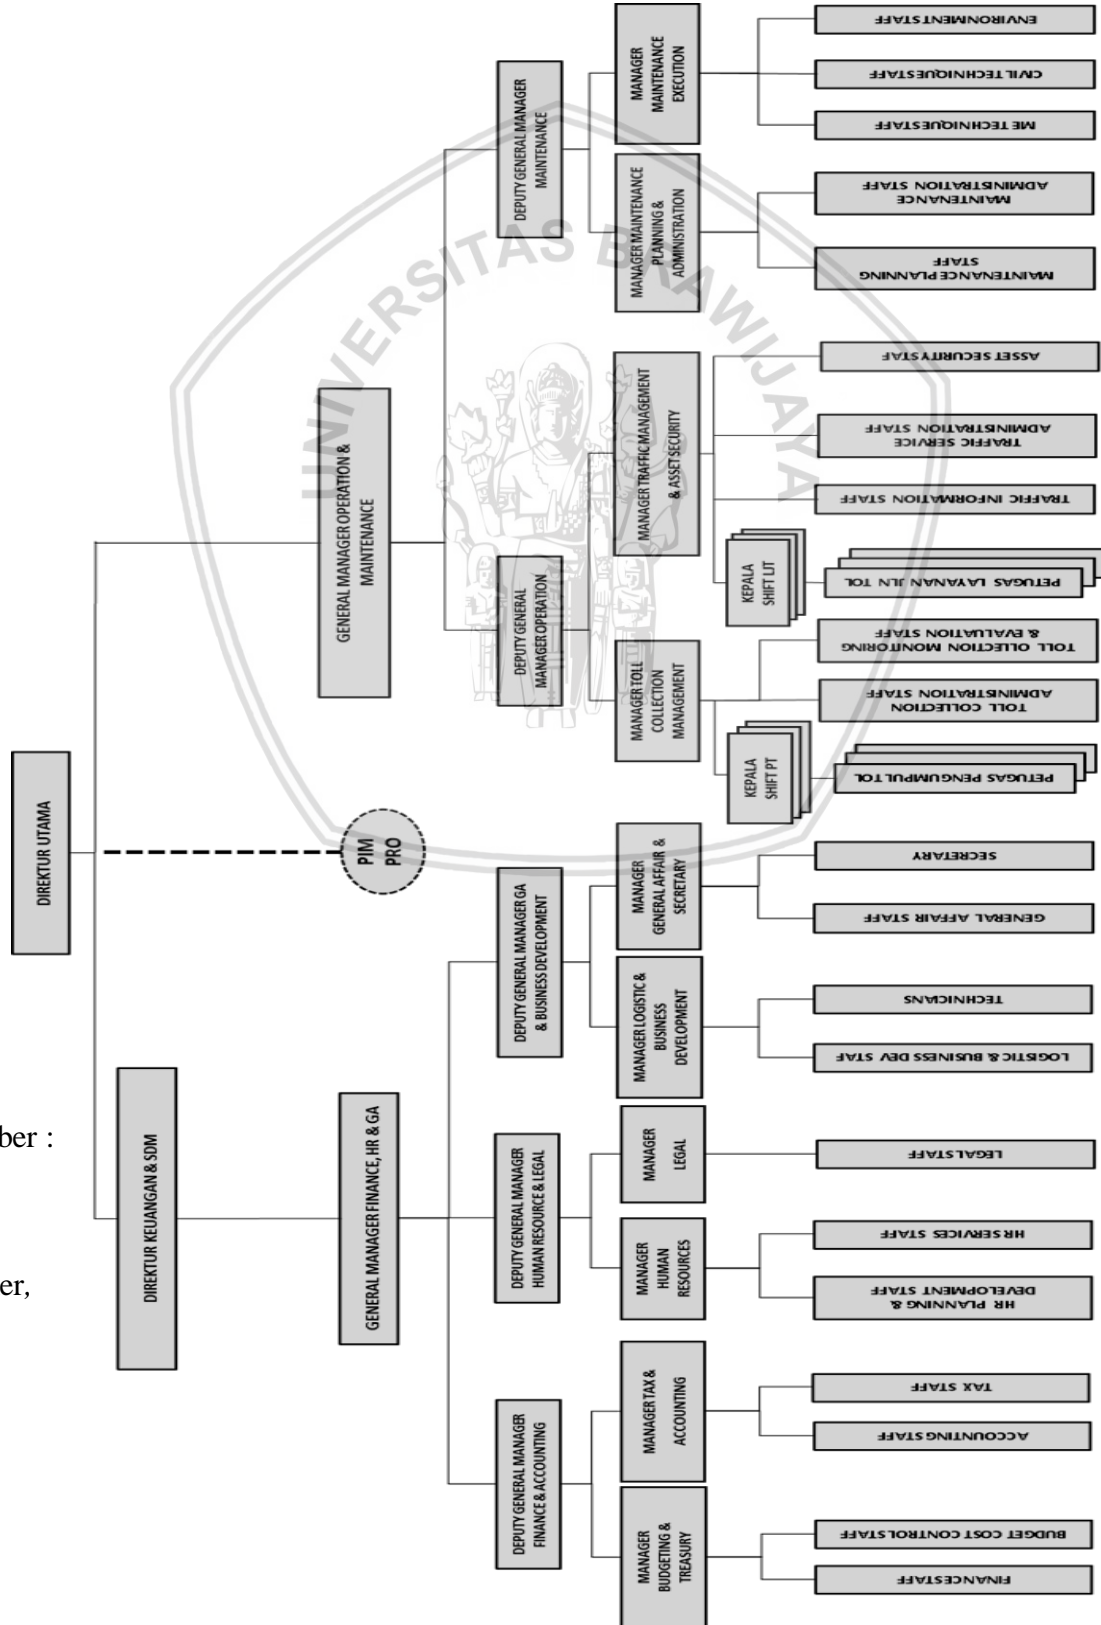 DIREKTUR UTAMA
PIM
PRO
DIREKTUR KEUANGAN & SDM
GENERAL MANAGER FINANCE, HR & GA
GENERAL MANAGER OPERATION &
MAINTENANCE
DEPUTY GENERAL MANAGER
FINANCE & ACCOUNTING
DEPUTY GENERAL MANAGER
HUMAN RESOURCE & LEGAL
DEPUTY GENERAL MANAGER GA
& BUSINESS DEVELOPMENT
DEPUTY GENERAL
MANAGER OPERATION
DEPUTY GENERAL MANAGER
MAINTENANCE
MANAGER
BUDGETING &
TREASURY
MANAGER TAX &
ACCOUNTING
MANAGER
HUMAN
RESOURCES
MANAGER
LEGAL
MANAGER LOGISTIC &
BUSINESS
DEVELOPMENT
MANAGER
GENERAL AFFAIR &
SECRETARY
MANAGER TOLL
COLLECTION
MANAGEMENT
MANAGER TRAFFIC MANAGEMENT
& ASSET SECURITY
MANAGER MAINTENANCE
PLANNING &
ADMINISTRATION
MANAGER
MAINTENANCE
EXECUTION
KEPALA
SHIFT PT
KEPALA
SHIFT LIT
FINANCE STAFF
BUDGET COST CONTROL STAFF
ACCOUNTING STAFF
TAX STAFF
HR PLANNING &
DEVELOPMENT STAFF
HR SERVICES STAFF
LEGAL STAFF
LOGISTIC & BUSINESS DEV STAF
TECHNICIANS
GENERAL AFFAIR STAFF
SECRETARY
PETUGAS PENGUMPUL TOL
TOLL COLLECTION
ADMINISTRATION STAFF
TOLL OLLECTION MONITORING
& EVALUATION STAFF
PETUGAS LAYANAN JLN TOL
TRAFFIC INFORMATION STAFF
TRAFFIC SERVICE
ADMINISTRATION STAFF
ASSET SECURITY STAF
MAINTENANCE PLANNING
STAFF
MAINTENANCE
ADMINISTRATION STAFF
ME TECHNIQUE STAFF
CIVIL TECHNIQUE STAFF
ENVIRONMENT STAFF
UNIVERSITAS BRAWIJAYA
ber :
er,